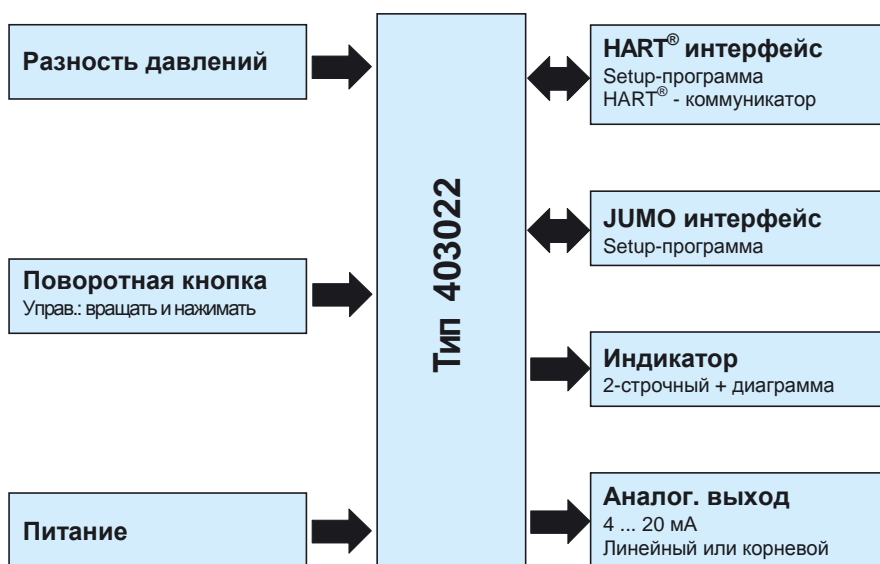 Разность давлений
Поворотная кнопка
Управ.: вращать и нажимать
Питание
Тип 403022
HART® интерфейс
Setup-программа
HART® - коммуникатор
JUMO интерфейс
Setup-программа
Индикатор
2-строчный + диаграмма
Аналог. выход
4 ... 20 мА
Линейный или корневой